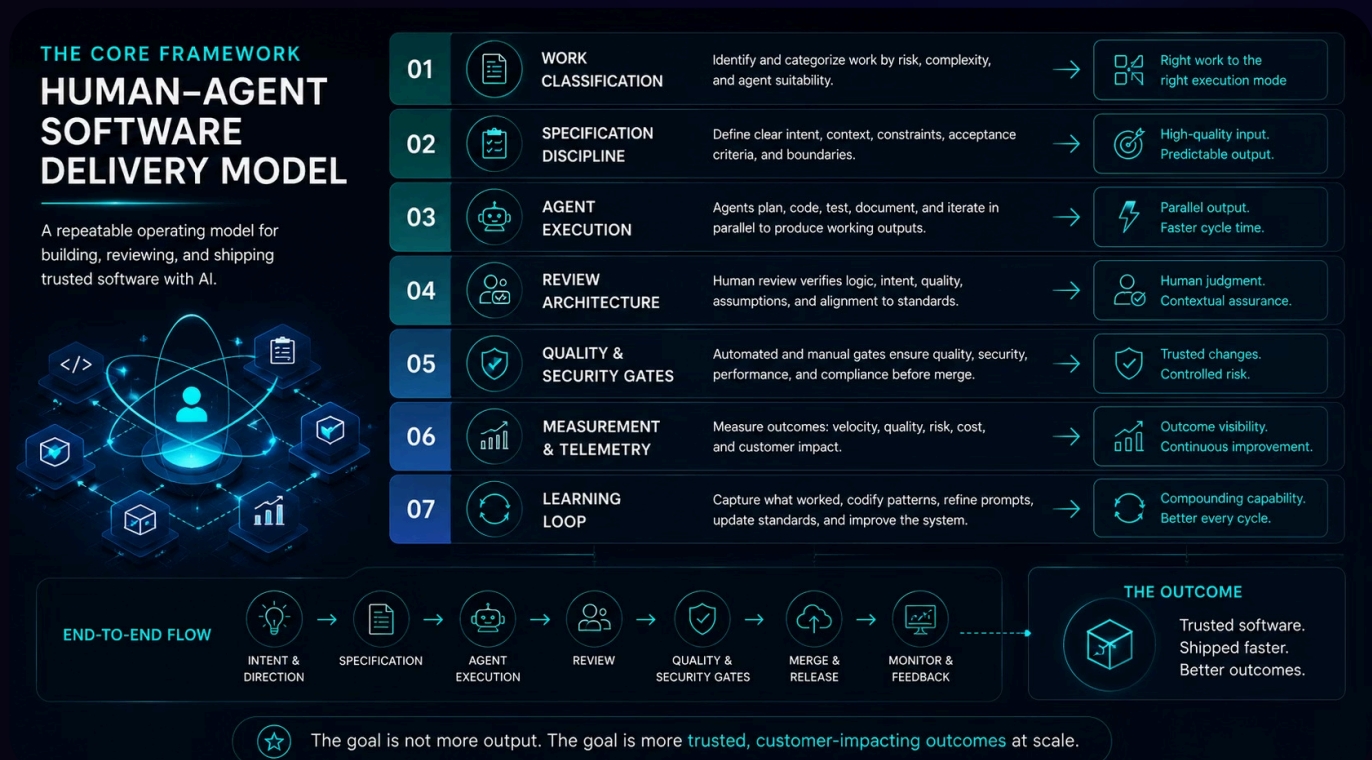 THE CORE FRAMEWORK
HUMAN–AGENT
SOFTWARE
DELIVERY MODEL
A repeatable operating model for
building, reviewing, and shipping
trusted software with AI.
</>
01
WORK
CLASSIFICATION
Identify and categorize work by risk, complexity,
and agent suitability.
Right work to the
right execution mode
02
SPECIFICATION
DISCIPLINE
Define clear intent, context, constraints, acceptance
criteria, and boundaries.
High-quality input.
Predictable output.
03
AGENT
EXECUTION
Agents plan, code, test, document, and iterate in
parallel to produce working outputs.
Parallel output.
Faster cycle time.
04
REVIEW
ARCHITECTURE
Human review verifies logic, intent, quality,
assumptions, and alignment to standards.
Human judgment.
Contextual assurance.
05
QUALITY &
SECURITY GATES
Automated and manual gates ensure quality, security,
performance, and compliance before merge.
Trusted changes.
Controlled risk.
06
MEASUREMENT
& TELEMETRY
Measure outcomes: velocity, quality, risk, cost,
and customer impact.
Outcome visibility.
Continuous improvement.
07
LEARNING
LOOP
Capture what worked, codify patterns, refine prompts,
update standards, and improve the system.
Compounding capability.
Better every cycle.
END-TO-END FLOW
INTENT &
DIRECTION
SPECIFICATION
AGENT
EXECUTION
REVIEW
QUALITY &
SECURITY GATES
MERGE &
RELEASE
MONITOR &
FEEDBACK
THE OUTCOME
Trusted software.
Shipped faster.
Better outcomes.
The goal is not more output. The goal is more trusted, customer-impacting outcomes at scale.